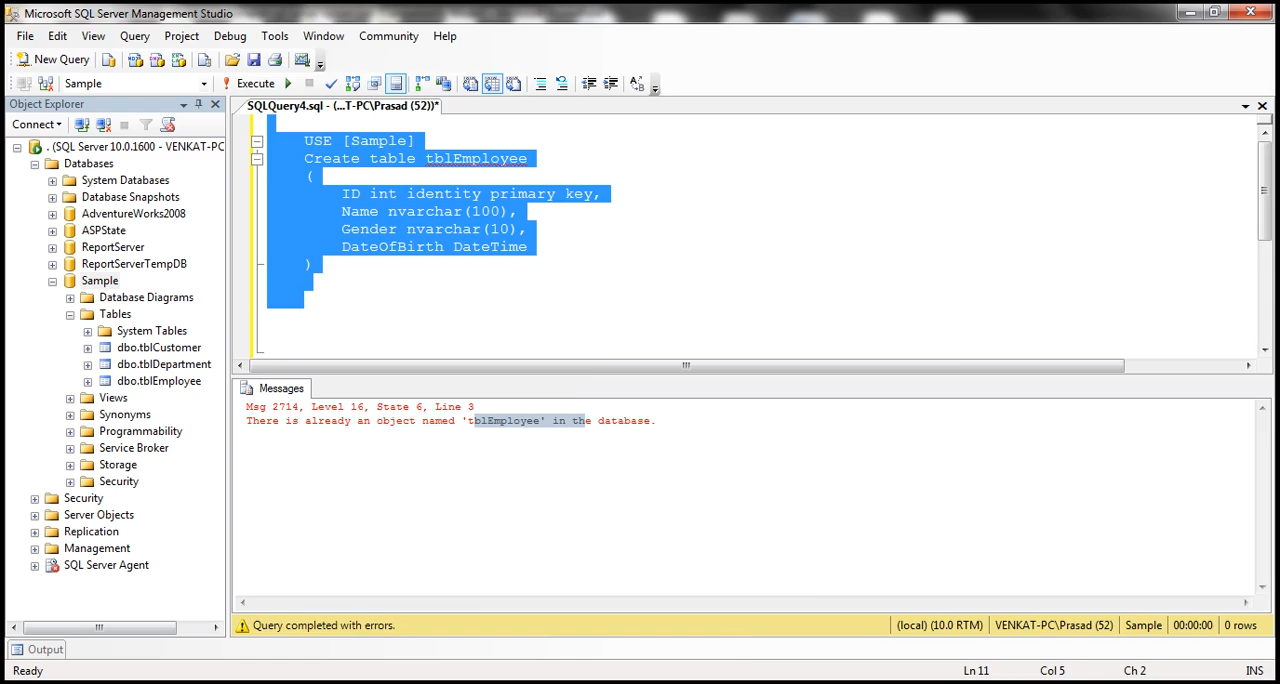 Microsoft SQL Server Management Studio
File Edit View Query Project Debug Tools Window Community Help
New Query
Sample Execute
Object Explorer
SQLQuery4.sql - (...T-PC\Prasad (52))*
Connect
. (SQL Server 10.0.1600 - VENKAT-PC
Databases
System Databases
Database Snapshots
AdventureWorks2008
ASPState
ReportServer
ReportServerTempDB
Sample
Database Diagrams
Tables
System Tables
dbo.tblCustomer
dbo.tblDepartment
dbo.tblEmployee
Views
Synonyms
Programmability
Service Broker
Storage
Security
Security
Server Objects
Replication
Management
SQL Server Agent
USE [Sample]
Create table tblEmployee
(
ID int identity primary key,
Name nvarchar(100),
Gender nvarchar(10),
DateOfBirth DateTime
)
Messages
Msg 2714, Level 16, State 6, Line 3
There is already an object named 'tblEmployee' in the database.
Query completed with errors. (local) (10.0 RTM) VENKAT-PC\Prasad (52) Sample 00:00:00 0 rows
Output
Ready Ln 11 Col 5 Ch 2 INS